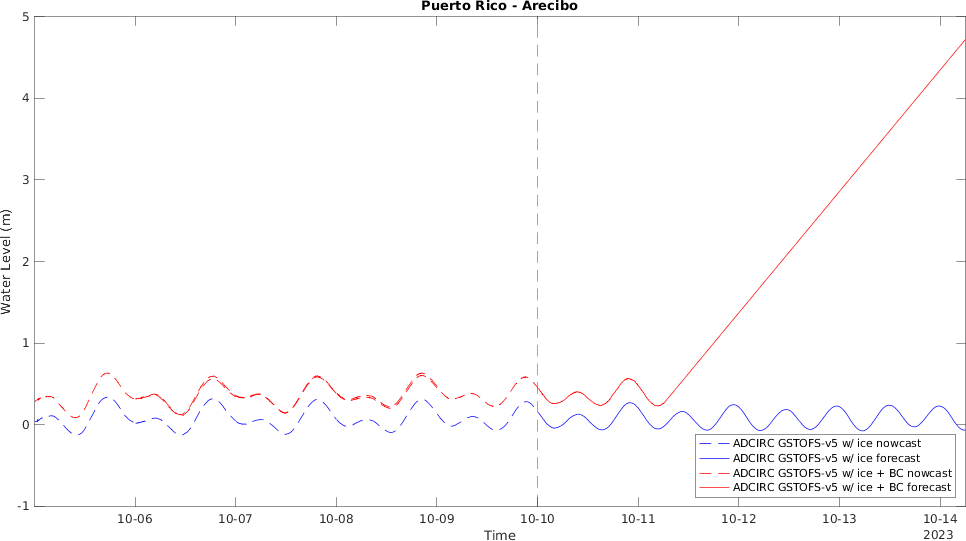 Puerto Rico - Arecibo
5
4
3
2
1
0
-1
Water Level (m)
10-06 10-07 10-08 10-09 10-10 10-11 10-12 10-13 10-14
2023
Time
ADCIRC GSTOFS-v5 w/ ice nowcast
ADCIRC GSTOFS-v5 w/ ice forecast
ADCIRC GSTOFS-v5 w/ ice + BC nowcast
ADCIRC GSTOFS-v5 w/ ice + BC forecast